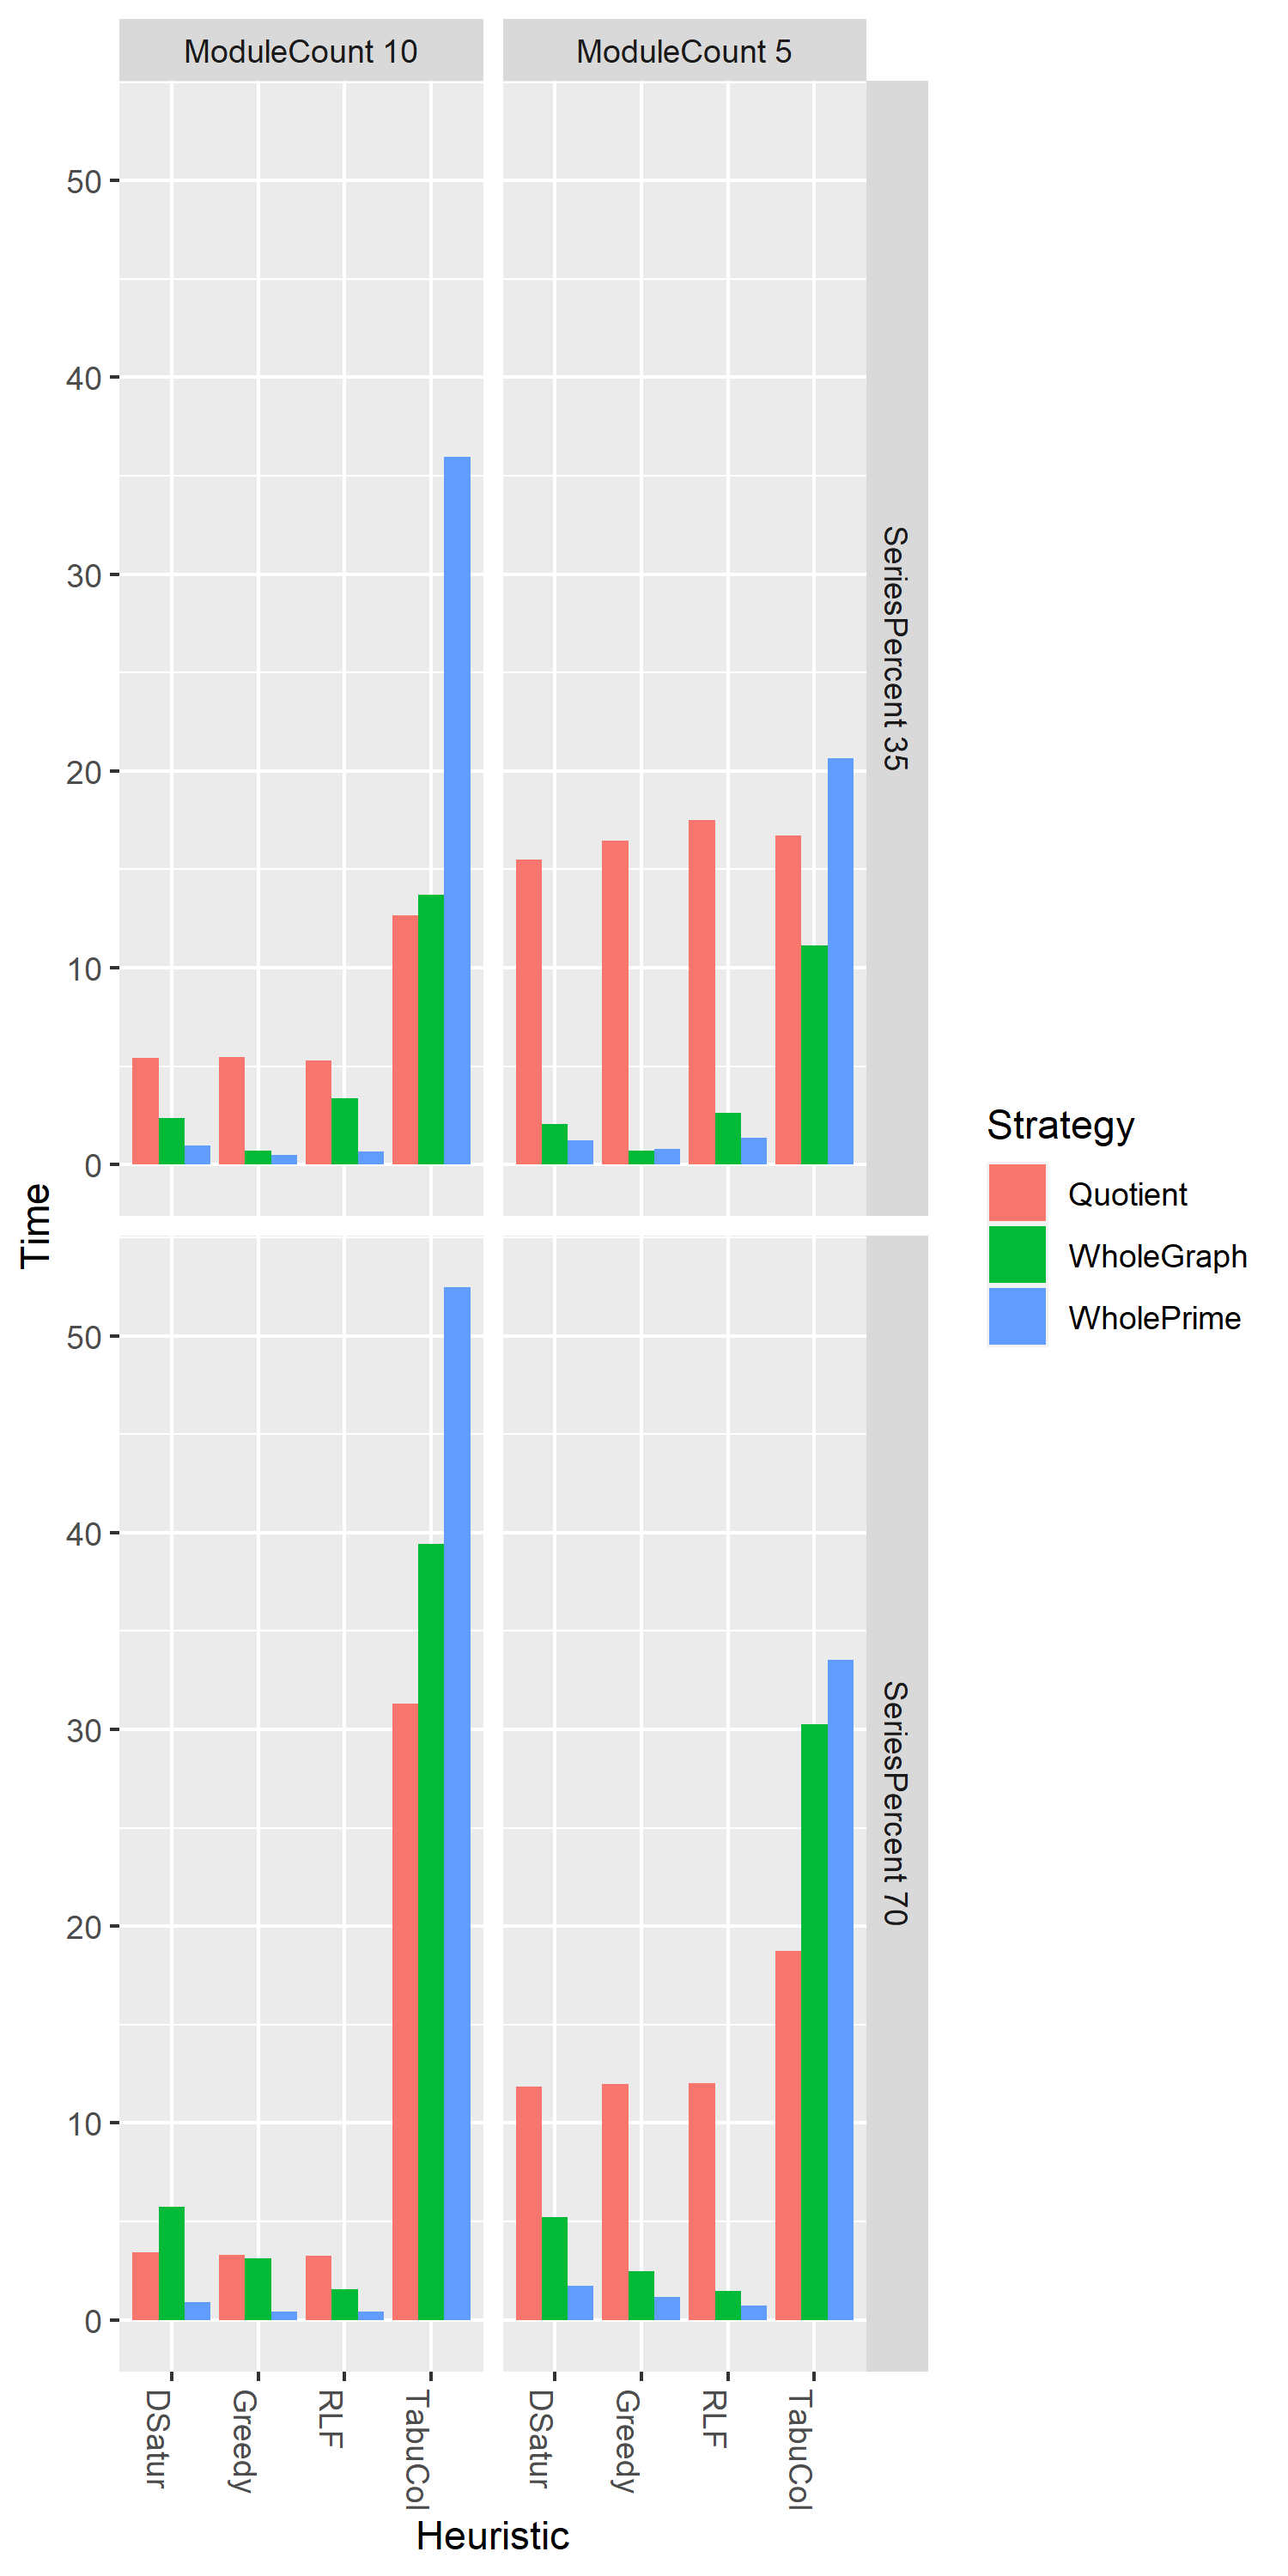 ModuleCount 10
ModuleCount 5
50
40
30
20
10
0
SeriesPercent 35
Time
50
40
30
20
10
0
SeriesPercent 70
DSatur
Greedy
RLF
TabuCol
DSatur
Greedy
RLF
TabuCol
Heuristic
Strategy
Quotient
WholeGraph
WholePrime